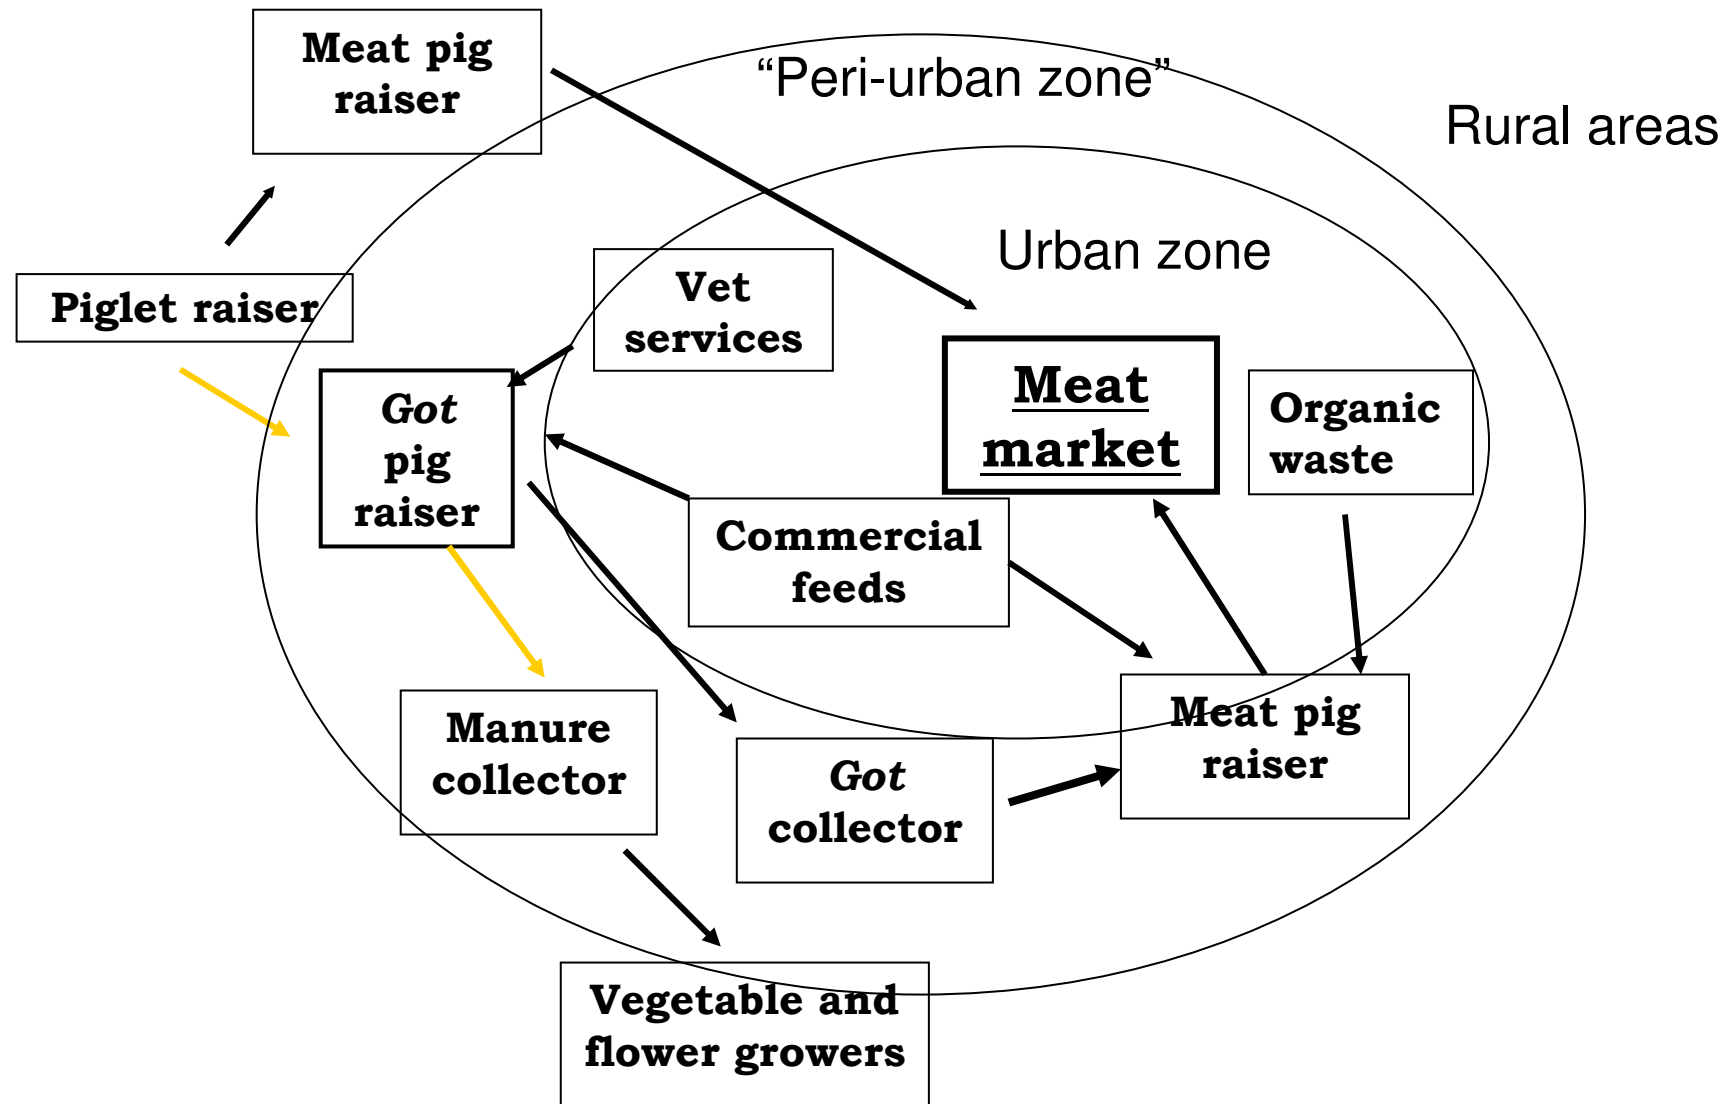 Meat pig
raiser
“Peri-urban zone”
Rural areas
Urban zone
Piglet raiser
Vet
services
Got
pig
raiser
Meat
market
Organic
waste
Commercial
feeds
Manure
collector
Got
collector
Meat pig
raiser
Vegetable and
flower growers